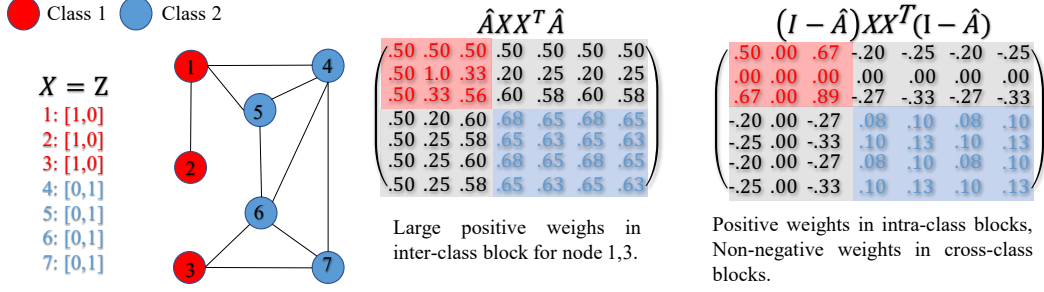 Class 1 Class 2
X = Z
1: [1,0]
2: [1,0]
3: [1,0]
4: [0,1]
5: [0,1]
6: [0,1]
7: [0,1]
1
4
5
2
6
3
7
ÂXXᵀÂ
.50 .50 .50 .50 .50 .50 .50
.50 1.0 .33 .20 .25 .20 .25
.50 .33 .56 .60 .58 .60 .58
.50 .20 .60 .68 .65 .68 .65
.50 .25 .58 .65 .63 .65 .63
.50 .25 .60 .68 .65 .68 .65
.50 .25 .58 .65 .63 .65 .63
Large positive weighs in
inter-class block for node 1,3.
(I − Â)XXᵀ(I − Â)
.50 .00 .67 -.20 -.25 -.20 -.25
.00 .00 .00 .00 .00 .00 .00
.67 .00 .89 -.27 -.33 -.27 -.33
-.20 .00 -.27 .08 .10 .08 .10
-.25 .00 -.33 .10 .13 .10 .13
-.20 .00 -.27 .08 .10 .08 .10
-.25 .00 -.33 .10 .13 .10 .13
Positive weights in intra-class blocks,
Non-negative weights in cross-class
blocks.